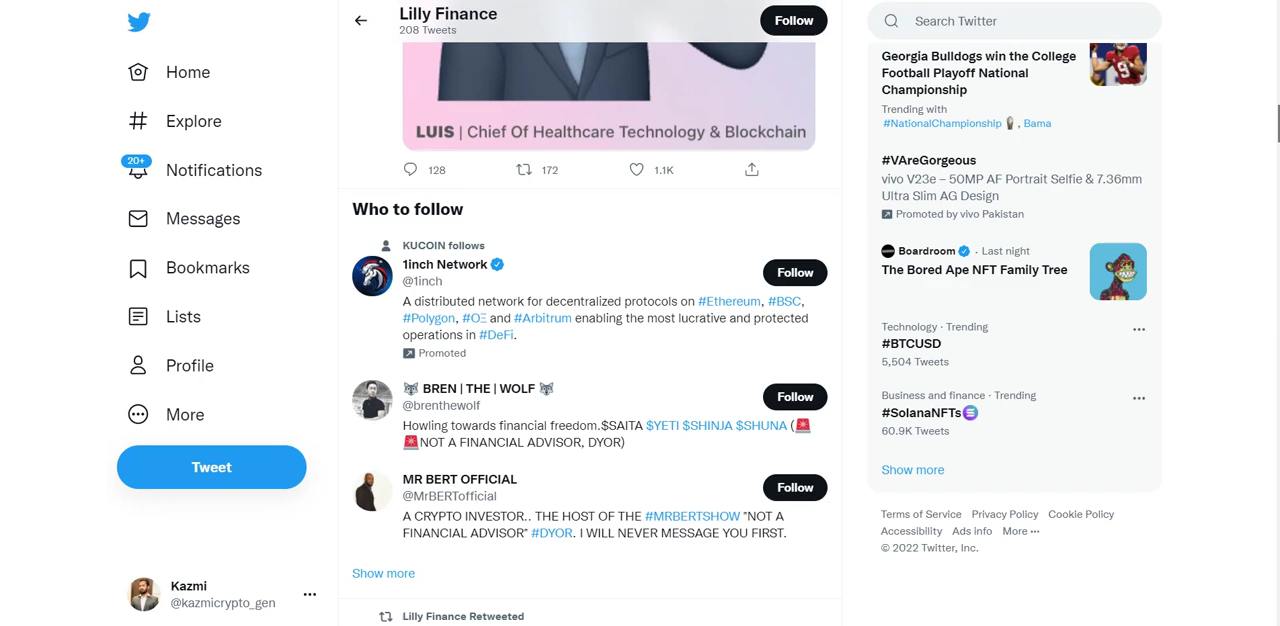 Home
Explore
20+
Notifications
Messages
Bookmarks
Lists
Profile
More
Tweet
Kazmi
@kazmicrypto_gen
Lilly Finance
208 Tweets
Follow
LUIS | Chief Of Healthcare Technology & Blockchain
128 172 1.1K
Who to follow
KUCOIN follows
1inch Network
@1inch
Follow
A distributed network for decentralized protocols on #Ethereum, #BSC,
#Polygon, #OΞ and #Arbitrum enabling the most lucrative and protected
operations in #DeFi.
Promoted
🐺 BREN | THE | WOLF 🐺
@brenthewolf
Follow
Howling towards financial freedom.$SAITA $YETI $SHINJA $SHUNA (🚨
🚨NOT A FINANCIAL ADVISOR, DYOR)
MR BERT OFFICIAL
@MrBERTofficial
Follow
A CRYPTO INVESTOR.. THE HOST OF THE #MRBERTSHOW "NOT A
FINANCIAL ADVISOR" #DYOR. I WILL NEVER MESSAGE YOU FIRST.
Show more
Lilly Finance Retweeted
Search Twitter
Georgia Bulldogs win the College
Football Playoff National
Championship
9
Trending with
#NationalChampionship , Bama
#VAreGorgeous
vivo V23e – 50MP AF Portrait Selfie & 7.36mm
Ultra Slim AG Design
Promoted by vivo Pakistan
Boardroom · Last night
The Bored Ape NFT Family Tree
Technology · Trending
#BTCUSD
5,504 Tweets
Business and finance · Trending
#SolanaNFTs
60.9K Tweets
Show more
Terms of Service Privacy Policy Cookie Policy
Accessibility Ads info More ···
© 2022 Twitter, Inc.